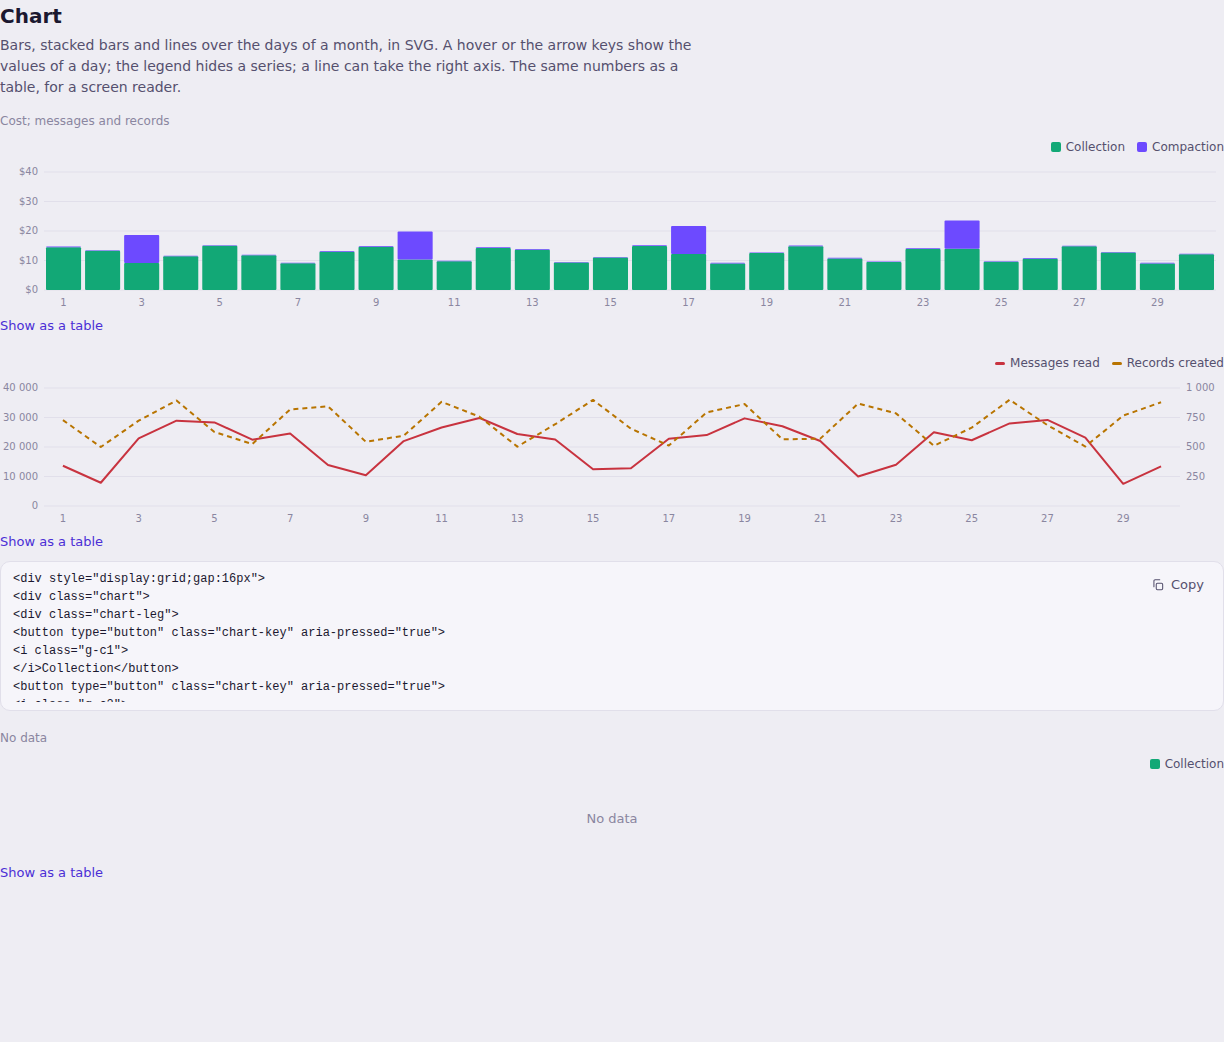 Chart
Bars, stacked bars and lines over the days of a month, in SVG. A hover or the arrow keys show the
values of a day; the legend hides a series; a line can take the right axis. The same numbers as a
table, for a screen reader.
Cost; messages and records
Collection Compaction
$40
$30
$20
$10
$0
1 3 5 7 9 11 13 15 17 19 21 23 25 27 29
Show as a table
Messages read Records created
40 000 1 000
30 000 750
20 000 500
10 000 250
0
1 3 5 7 9 11 13 15 17 19 21 23 25 27 29
Show as a table
<div style="display:grid;gap:16px">
Copy
<div class="chart">
<div class="chart-leg">
<button type="button" class="chart-key" aria-pressed="true">
<i class="g-c1">
</i>Collection</button>
<button type="button" class="chart-key" aria-pressed="true">
No data
Collection
No data
Show as a table